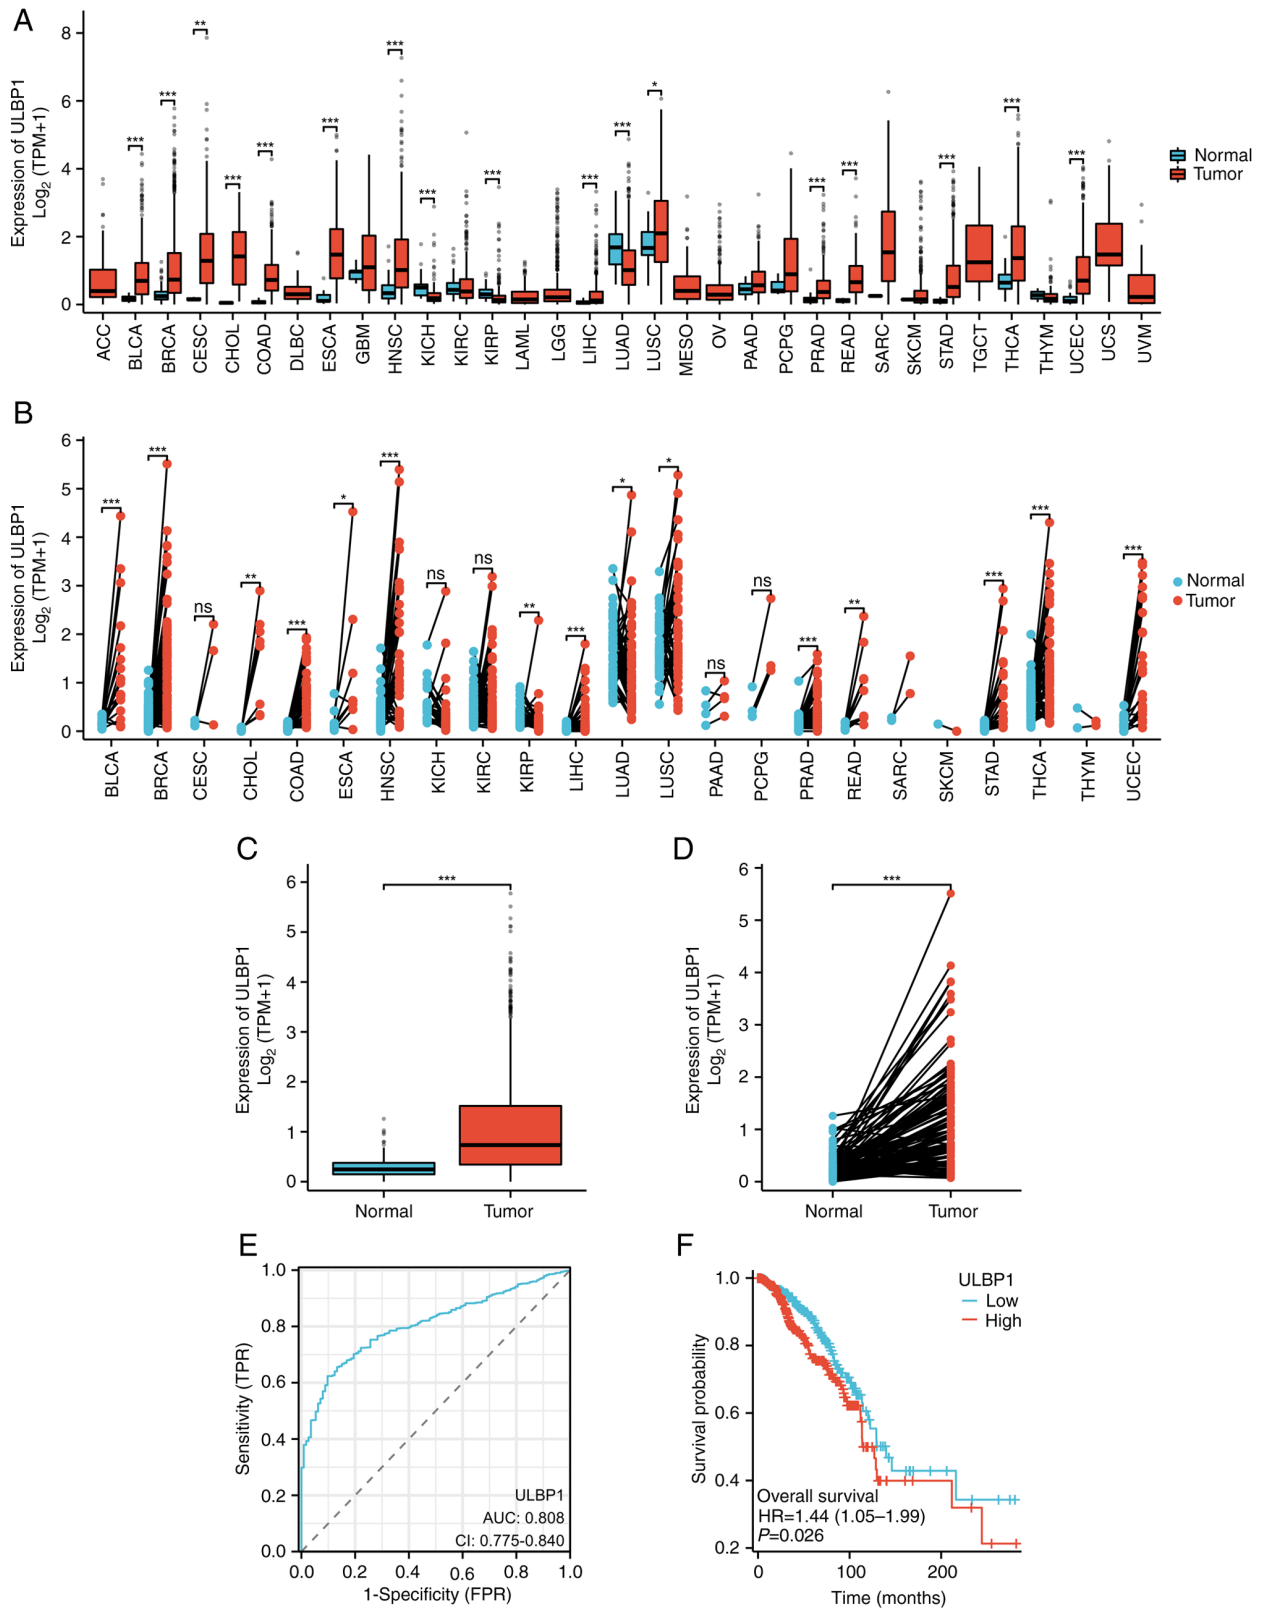 A
Expression of ULBP1
Log2 (TPM+1)
8
6
4
2
0
***
***
**
***
***
***
***
***
***
***
***
*
***
***
***
***
***
Normal
Tumor
ACC
BLCA
BRCA
CESC
CHOL
COAD
DLBC
ESCA
GBM
HNSC
KICH
KIRC
KIRP
LAML
LGG
LIHC
LUAD
LUSC
MESO
OV
PAAD
PCPG
PRAD
READ
SARC
SKCM
STAD
TGCT
THCA
THYM
UCEC
UCS
UVM
B
Expression of ULBP1
Log2 (TPM+1)
6
5
4
3
2
1
0
***
***
ns
**
***
*
***
ns
ns
**
***
*
*
ns
ns
***
**
***
***
***
Normal
Tumor
BLCA
BRCA
CESC
CHOL
COAD
ESCA
HNSC
KICH
KIRC
KIRP
LIHC
LUAD
LUSC
PAAD
PCPG
PRAD
READ
SARC
SKCM
STAD
THCA
THYM
UCEC
C
Expression of ULBP1
Log2 (TPM+1)
6
5
4
3
2
1
0
***
Normal
Tumor
D
Expression of ULBP1
Log2 (TPM+1)
6
5
4
3
2
1
0
***
Normal
Tumor
E
Sensitivity (TPR)
1.0
0.8
0.6
0.4
0.2
0.0
ULBP1
AUC: 0.808
CI: 0.775-0.840
0.0
0.2
0.4
0.6
0.8
1.0
1-Specificity (FPR)
F
Survival probability
1.0
0.8
0.6
0.4
0.2
ULBP1
Low
High
Overall survival
HR=1.44 (1.05–1.99)
P=0.026
0
100
200
Time (months)